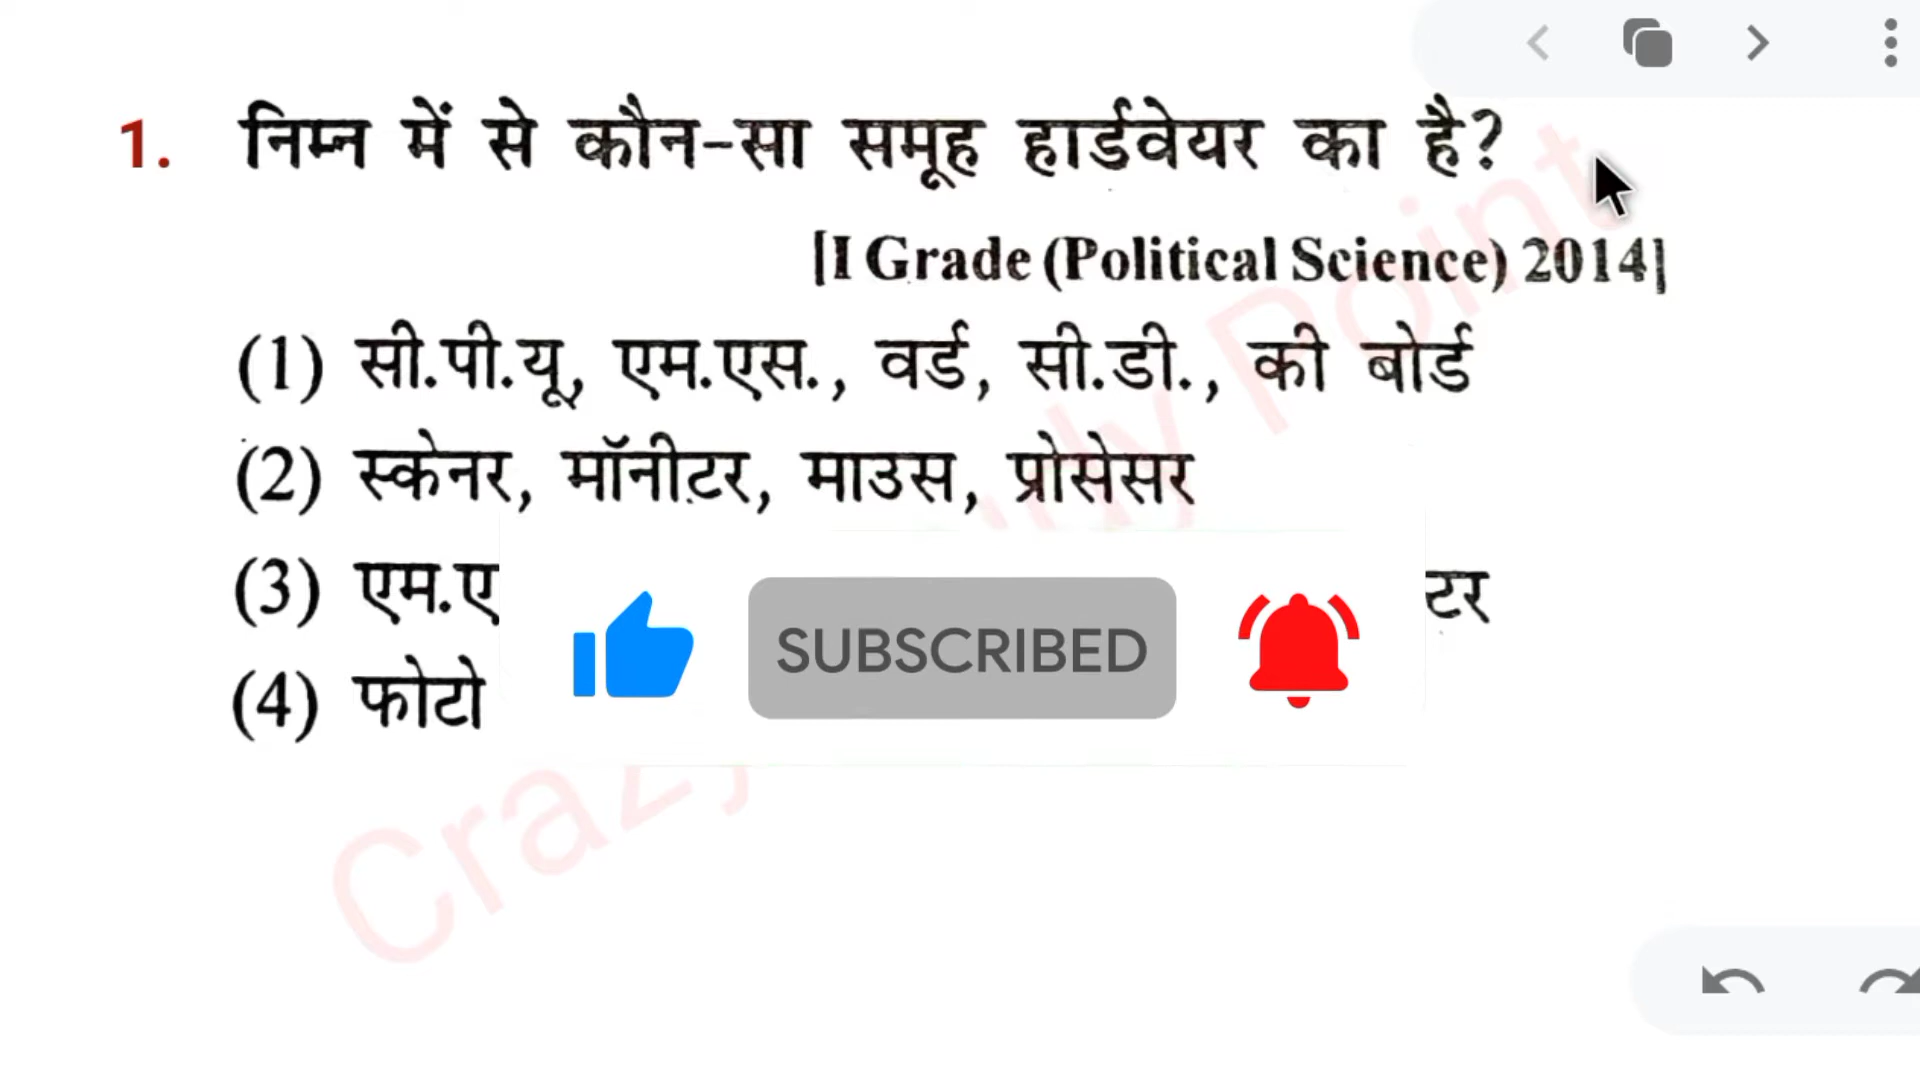 1. निम्न में से कौन-सा समूह हार्डवेयर का है?
[I Grade (Political Science) 2014]
(1) सी.पी.यू, एम.एस., वर्ड, सी.डी., की बोर्ड
(2) स्केनर, मॉनीटर, माउस, प्रोसेसर
(3) एम.ए टर
(4) फोटो
SUBSCRIBED